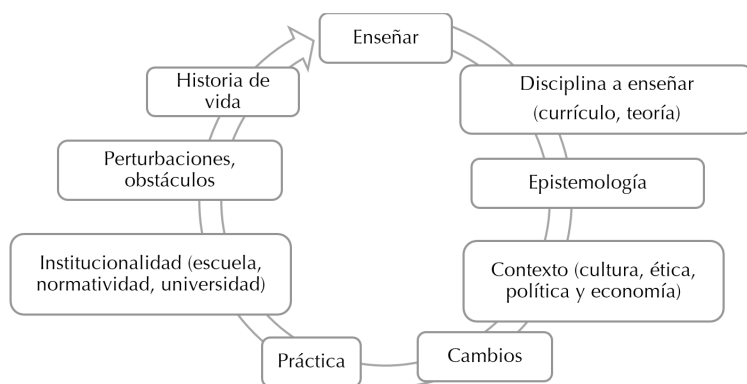 Enseñar
Disciplina a enseñar
(currículo, teoría)
Epistemología
Contexto (cultura, ética,
política y economía)
Cambios
Práctica
Institucionalidad (escuela,
normatividad, universidad)
Perturbaciones,
obstáculos
Historia de
vida